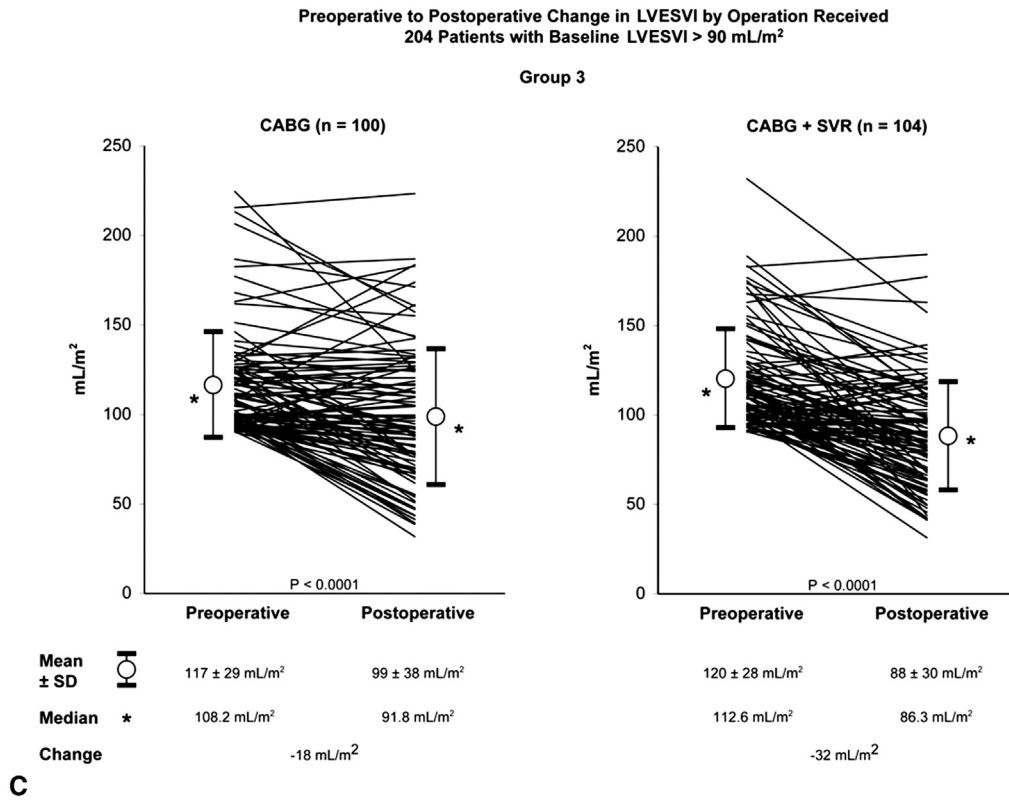 Preoperative to Postoperative Change in LVESVI by Operation Received
204 Patients with Baseline LVESVI > 90 mL/m²
Group 3
CABG (n = 100)
250
200
150
100
50
0
mL/m²
*
*
P < 0.0001
Preoperative
Postoperative
CABG + SVR (n = 104)
250
200
150
100
50
0
mL/m²
*
*
P < 0.0001
Preoperative
Postoperative
Mean
± SD
117 ± 29 mL/m²
99 ± 38 mL/m²
120 ± 28 mL/m²
88 ± 30 mL/m²
Median *
108.2 mL/m²
91.8 mL/m²
112.6 mL/m²
86.3 mL/m²
Change
-18 mL/m²
-32 mL/m²
C